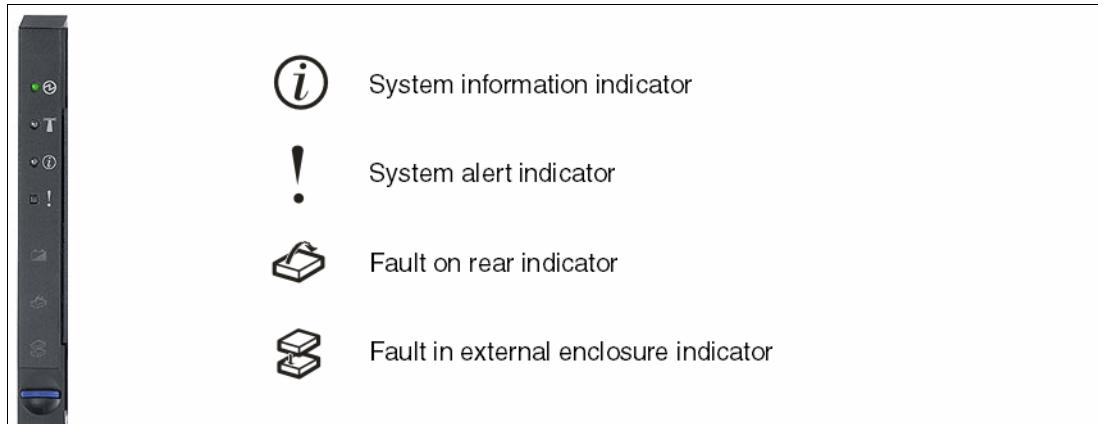 System information indicator
System alert indicator
Fault on rear indicator
Fault in external enclosure indicator